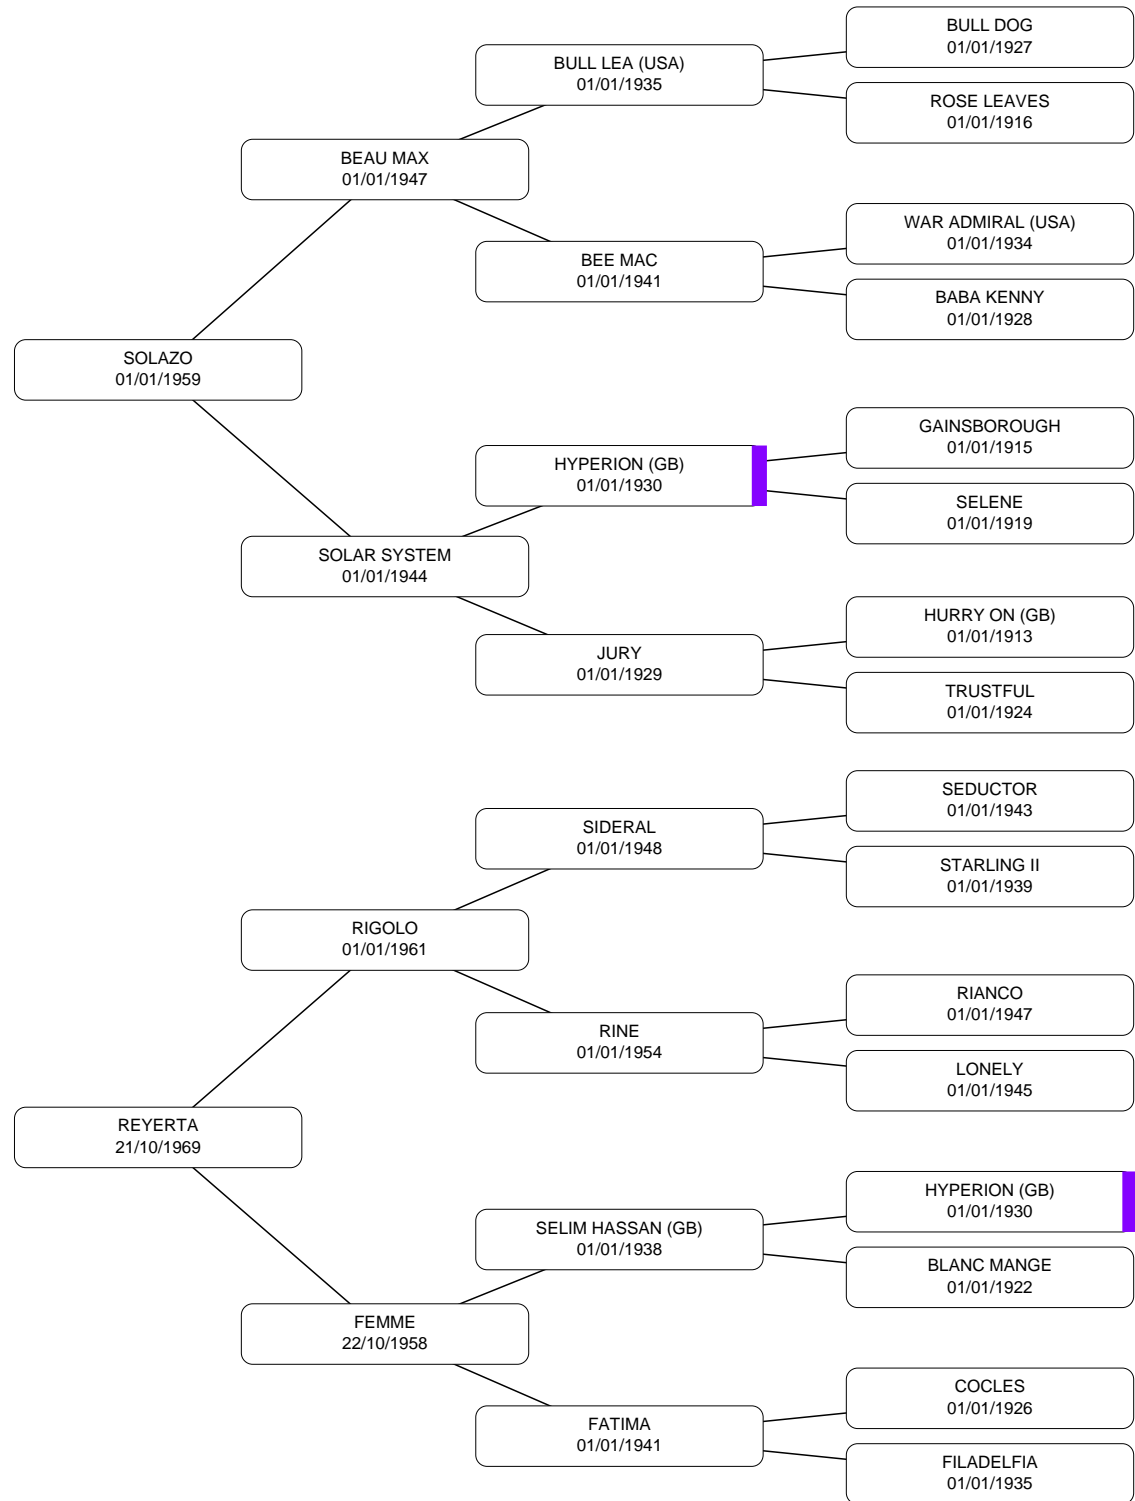 BULL DOG
01/01/1927
BULL LEA (USA)
01/01/1935
ROSE LEAVES
01/01/1916
BEAU MAX
01/01/1947
WAR ADMIRAL (USA)
01/01/1934
BEE MAC
01/01/1941
BABA KENNY
01/01/1928
SOLAZO
01/01/1959
GAINSBOROUGH
01/01/1915
HYPERION (GB)
01/01/1930
SELENE
01/01/1919
SOLAR SYSTEM
01/01/1944
HURRY ON (GB)
01/01/1913
JURY
01/01/1929
TRUSTFUL
01/01/1924
SEDUCTOR
01/01/1943
SIDERAL
01/01/1948
STARLING II
01/01/1939
RIGOLO
01/01/1961
RIANCO
01/01/1947
RINE
01/01/1954
LONELY
01/01/1945
REYERTA
21/10/1969
HYPERION (GB)
01/01/1930
SELIM HASSAN (GB)
01/01/1938
BLANC MANGE
01/01/1922
FEMME
22/10/1958
COCLES
01/01/1926
FATIMA
01/01/1941
FILADELFIA
01/01/1935